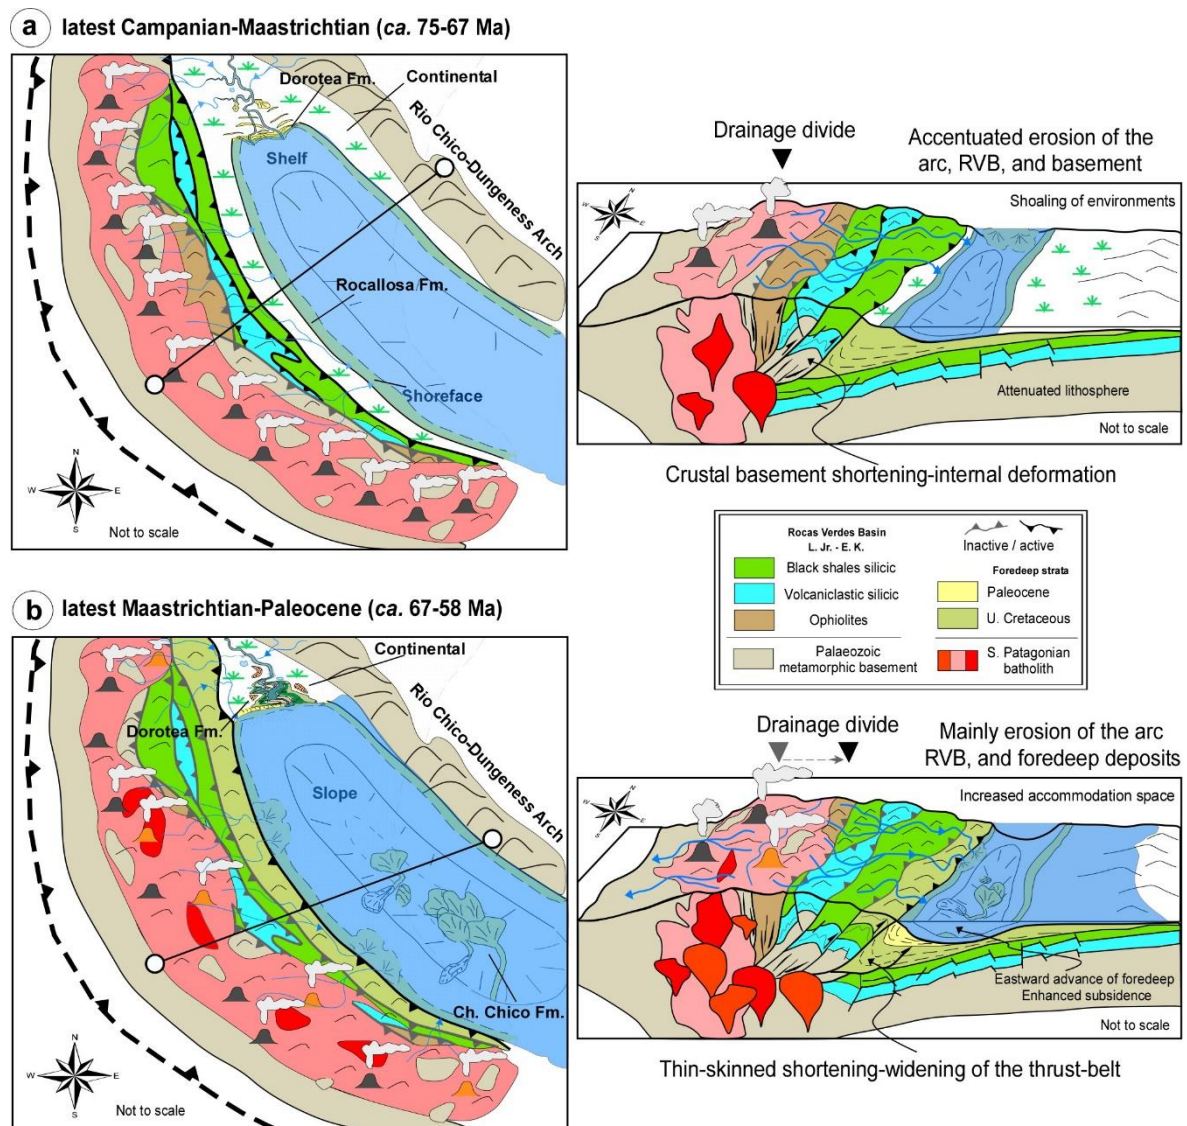 a latest Campanian-Maastrichtian (ca. 75-67 Ma)
Dorotea Fm.
Continental
Rio Chico-Dungeness Arch
Shelf
Rocallosa Fm.
Shoreface
N
W E
S
Not to scale
Drainage divide
Accentuated erosion of the
arc, RVB, and basement
N
W E
S
Shoaling of environments
Attenuated lithosphere
Not to scale
Crustal basement shortening-internal deformation
Rocas Verdes Basin
L. Jr. - E. K.
Black shales silicic
Volcaniclastic silicic
Ophiolites
Palaeozoic
metamorphic basement
Inactive / active
Foredeep strata
Paleocene
U. Cretaceous
S. Patagonian
batholith
b latest Maastrichtian-Paleocene (ca. 67-58 Ma)
Continental
Dorotea Fm.
Rio Chico-Dungeness Arch
Slope
Ch. Chico Fm.
N
W E
S
Not to scale
Drainage divide
Mainly erosion of the arc
RVB, and foredeep deposits
N
W E
S
Increased accommodation space
Eastward advance of foredeep
Enhanced subsidence
Not to scale
Thin-skinned shortening-widening of the thrust-belt